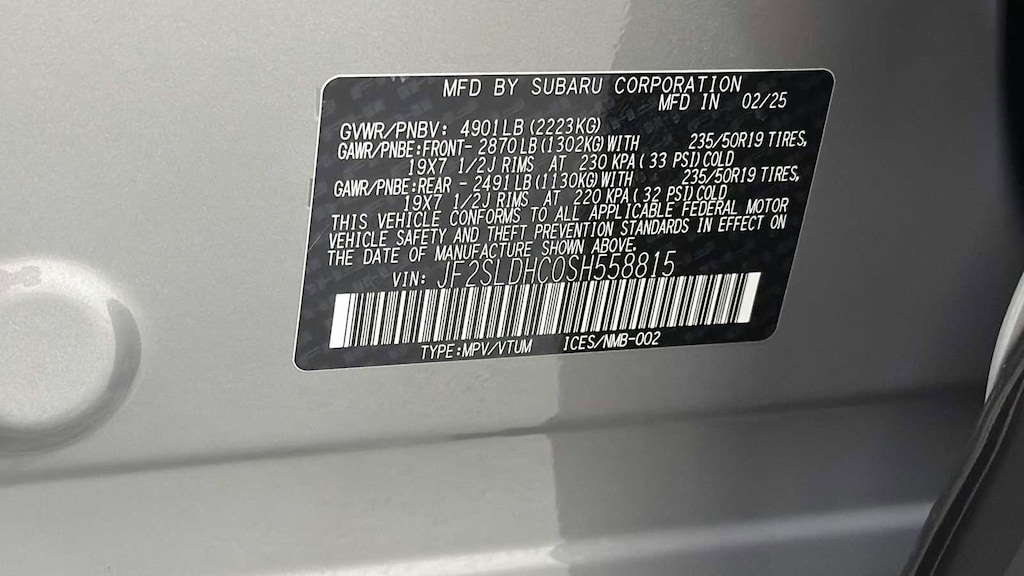 MFD BY SUBARU CORPORATION
MFD IN 02/25
GVWR/PNBV: 4901LB(2223KG)
GAWR/PNBE:FRONT- 2870LB(1302KG)WITH 235/50R19 TIRES,
19X7 1/2J RIMS AT 230 KPA(33 PSI)COLD
GAWR/PNBE:REAR - 2491LB(1130KG)WITH 235/50R19 TIRES,
19X7 1/2J RIMS AT 220 KPA(32 PSI)COLD
THIS VEHICLE CONFORMS TO ALL APPLICABLE FEDERAL MOTOR
VEHICLE SAFETY AND THEFT PREVENTION STANDARDS IN EFFECT ON
THE DATE OF MANUFACTURE SHOWN ABOVE.
VIN: JF2SLDHC0SH558815
TYPE:MPV/VTUM ICES/NMB-002